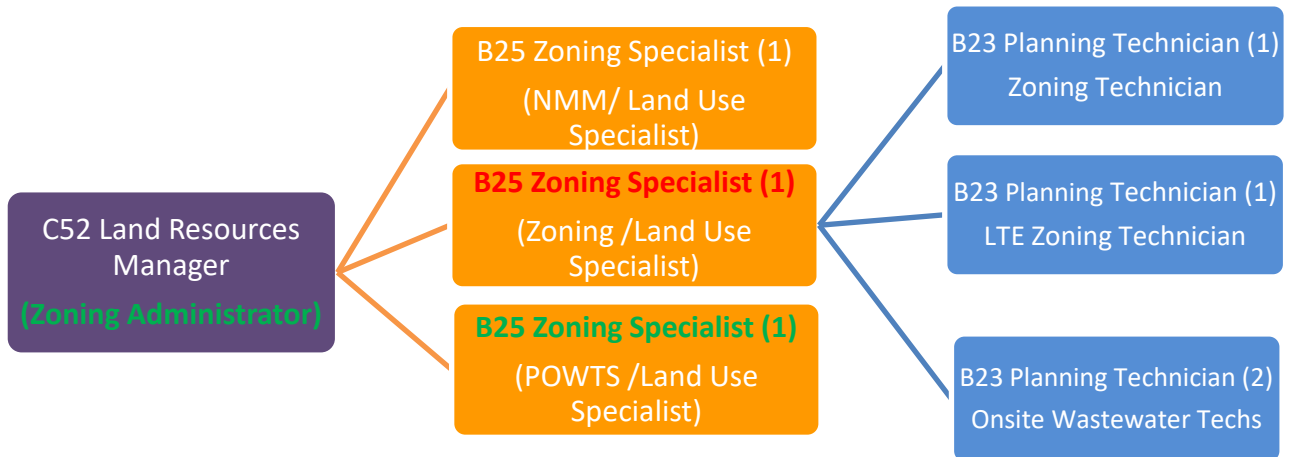 C52 Land Resources
Manager
(Zoning Administrator)
B25 Zoning Specialist (1)
(NMM/ Land Use
Specialist)
B25 Zoning Specialist (1)
(Zoning /Land Use
Specialist)
B25 Zoning Specialist (1)
(POWTS /Land Use
Specialist)
B23 Planning Technician (1)
Zoning Technician
B23 Planning Technician (1)
LTE Zoning Technician
B23 Planning Technician (2)
Onsite Wastewater Techs